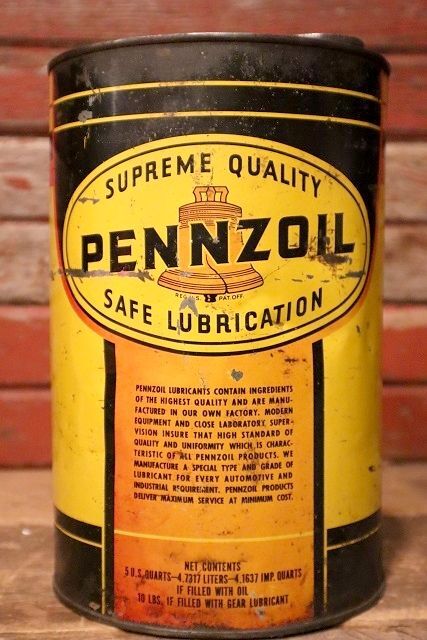 SUPREME QUALITY
PENNZOIL
REG. U.S. PAT. OFF.
SAFE LUBRICATION
PENNZOIL LUBRICANTS CONTAIN INGREDIENTS
OF THE HIGHEST QUALITY AND ARE MANU-
FACTURED IN OUR OWN FACTORY. MODERN
EQUIPMENT AND CLOSE LABORATORY SUPER-
VISION INSURE THAT HIGH STANDARD OF
QUALITY AND UNIFORMITY WHICH IS CHARAC-
TERISTIC OF ALL PENNZOIL PRODUCTS. WE
MANUFACTURE A SPECIAL TYPE AND GRADE OF
LUBRICANT FOR EVERY AUTOMOTIVE AND
INDUSTRIAL REQUIREMENT. PENNZOIL PRODUCTS
DELIVER MAXIMUM SERVICE AT MINIMUM COST.
NET CONTENTS
5 U.S. QUARTS-4.7317 LITERS-4.1637 IMP. QUARTS
IF FILLED WITH OIL
10 LBS. IF FILLED WITH GEAR LUBRICANT